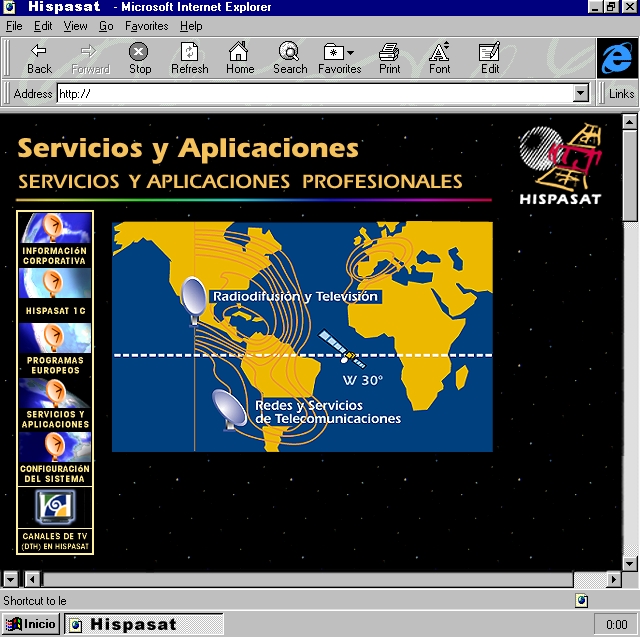 Hispasat - Microsoft Internet Explorer
File Edit View Go Favorites Help
Back Forward Stop Refresh Home Search Favorites Print Font Edit
Address http:// Links
Servicios y Aplicaciones
SERVICIOS Y APLICACIONES PROFESIONALES
HISPASAT
INFORMACIÓN
CORPORATIVA
HISPASAT 1C
PROGRAMAS
EUROPEOS
SERVICIOS Y
APLICACIONES
CONFIGURACIÓN
DEL SISTEMA
CANALES DE TV
(DTH) EN HISPASAT
Radiodifusión y Televisión
W 30º
Redes y Servicios
de Telecomunicaciones
Shortcut to le
Inicio Hispasat 0:00